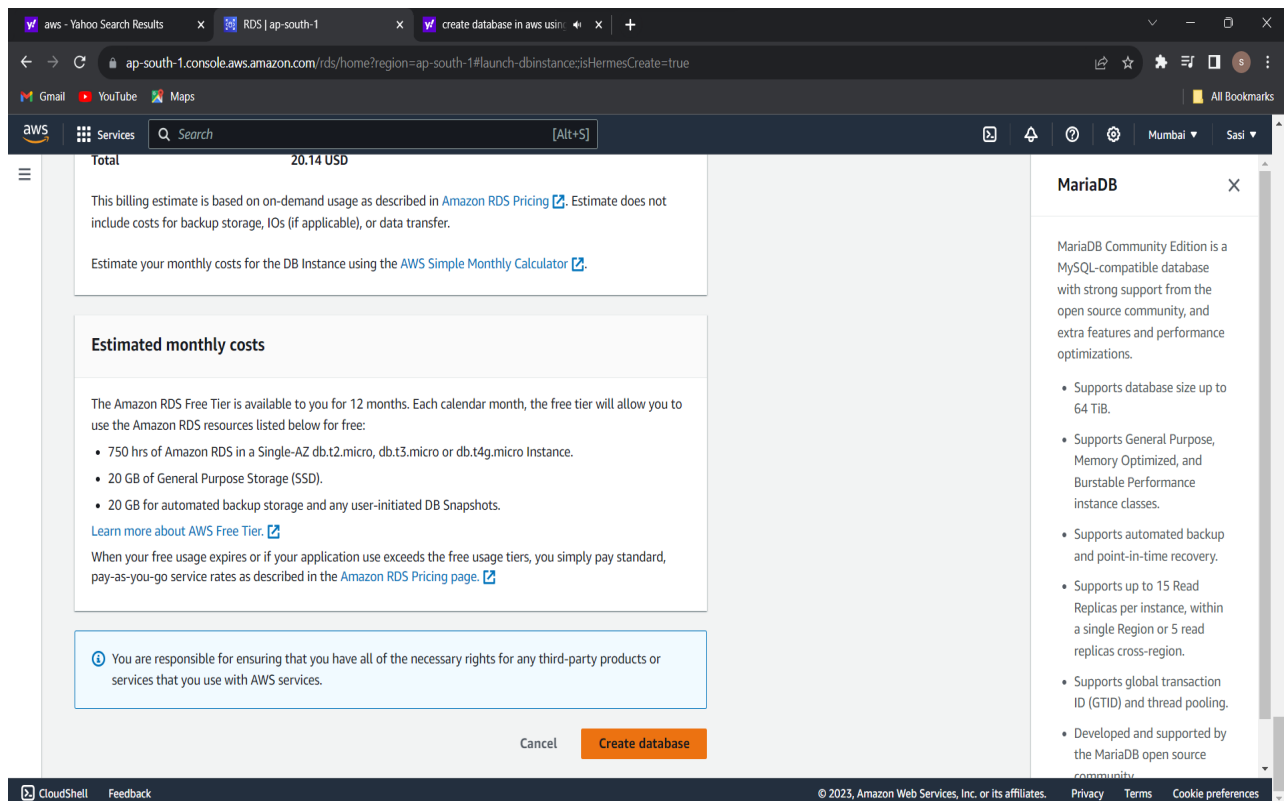 aws - Yahoo Search Results
RDS | ap-south-1
create database in aws using
ap-south-1.console.aws.amazon.com/rds/home?region=ap-south-1#launch-dbinstance:;isHermesCreate=true
S
Gmail
YouTube
Maps
All Bookmarks
aws
Services
Search
[Alt+S]
Mumbai
Sasi
Total 20.14 USD
This billing estimate is based on on-demand usage as described in Amazon RDS Pricing. Estimate does not
include costs for backup storage, IOs (if applicable), or data transfer.
Estimate your monthly costs for the DB Instance using the AWS Simple Monthly Calculator.
Estimated monthly costs
The Amazon RDS Free Tier is available to you for 12 months. Each calendar month, the free tier will allow you to
use the Amazon RDS resources listed below for free:
• 750 hrs of Amazon RDS in a Single-AZ db.t2.micro, db.t3.micro or db.t4g.micro Instance.
• 20 GB of General Purpose Storage (SSD).
• 20 GB for automated backup storage and any user-initiated DB Snapshots.
Learn more about AWS Free Tier.
When your free usage expires or if your application use exceeds the free usage tiers, you simply pay standard,
pay-as-you-go service rates as described in the Amazon RDS Pricing page.
You are responsible for ensuring that you have all of the necessary rights for any third-party products or
services that you use with AWS services.
Cancel
Create database
MariaDB
MariaDB Community Edition is a
MySQL-compatible database
with strong support from the
open source community, and
extra features and performance
optimizations.
• Supports database size up to
64 TiB.
• Supports General Purpose,
Memory Optimized, and
Burstable Performance
instance classes.
• Supports automated backup
and point-in-time recovery.
• Supports up to 15 Read
Replicas per instance, within
a single Region or 5 read
replicas cross-region.
• Supports global transaction
ID (GTID) and thread pooling.
• Developed and supported by
the MariaDB open source
community
CloudShell
Feedback
© 2023, Amazon Web Services, Inc. or its affiliates.
Privacy
Terms
Cookie preferences